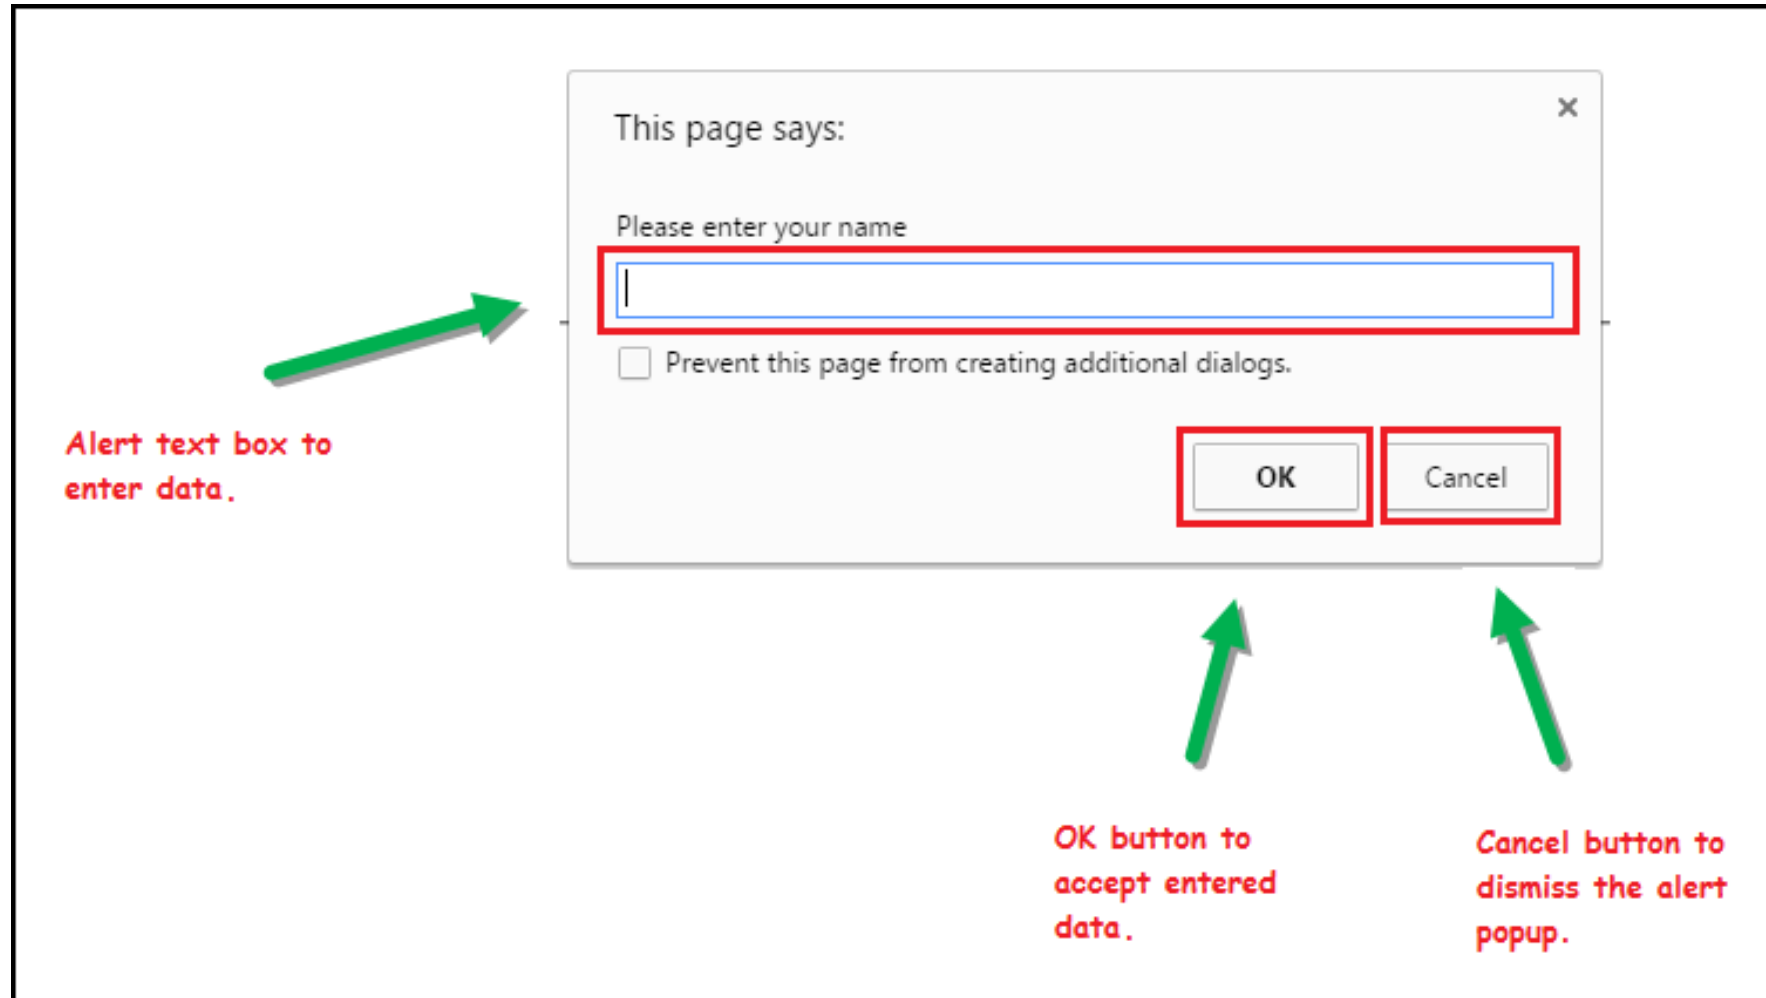 This page says:
Please enter your name
Prevent this page from creating additional dialogs.
OK
Cancel
Alert text box to
enter data.
OK button to
accept entered
data.
Cancel button to
dismiss the alert
popup.